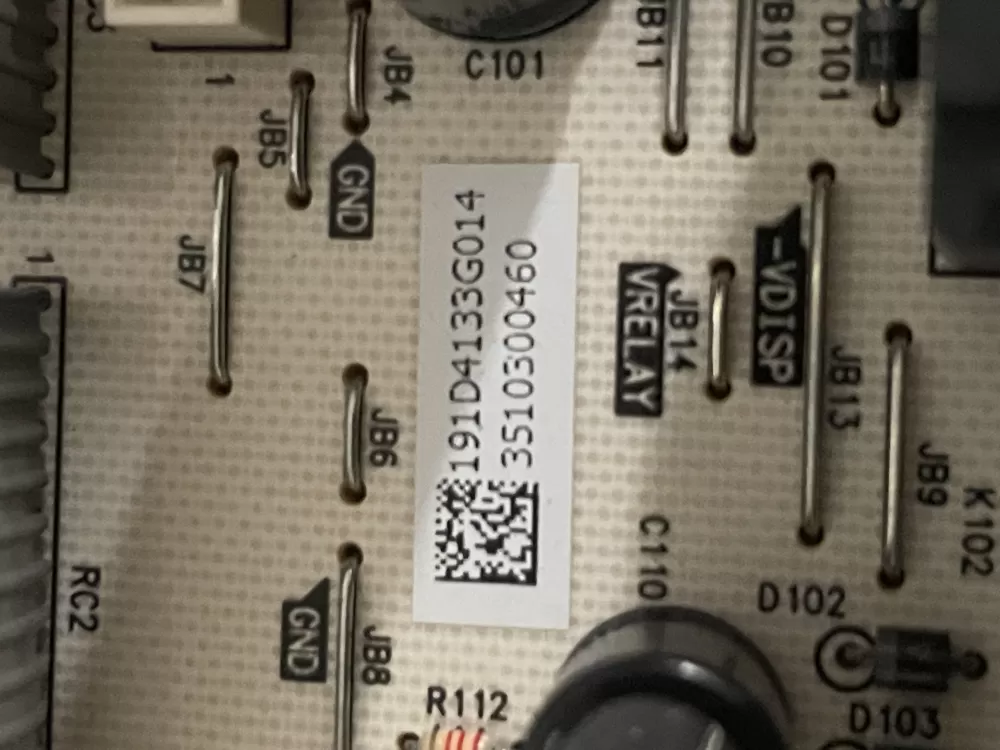 JB4
C101
JB11
JB10
D101
1
JB5
GND
JB7
1
191D4133G014
3510300460
VRELAY
JB14
-VDISP
JB13
JB6
JB9
K102
C110
RC2
GND
JB8
D102
R112
D103